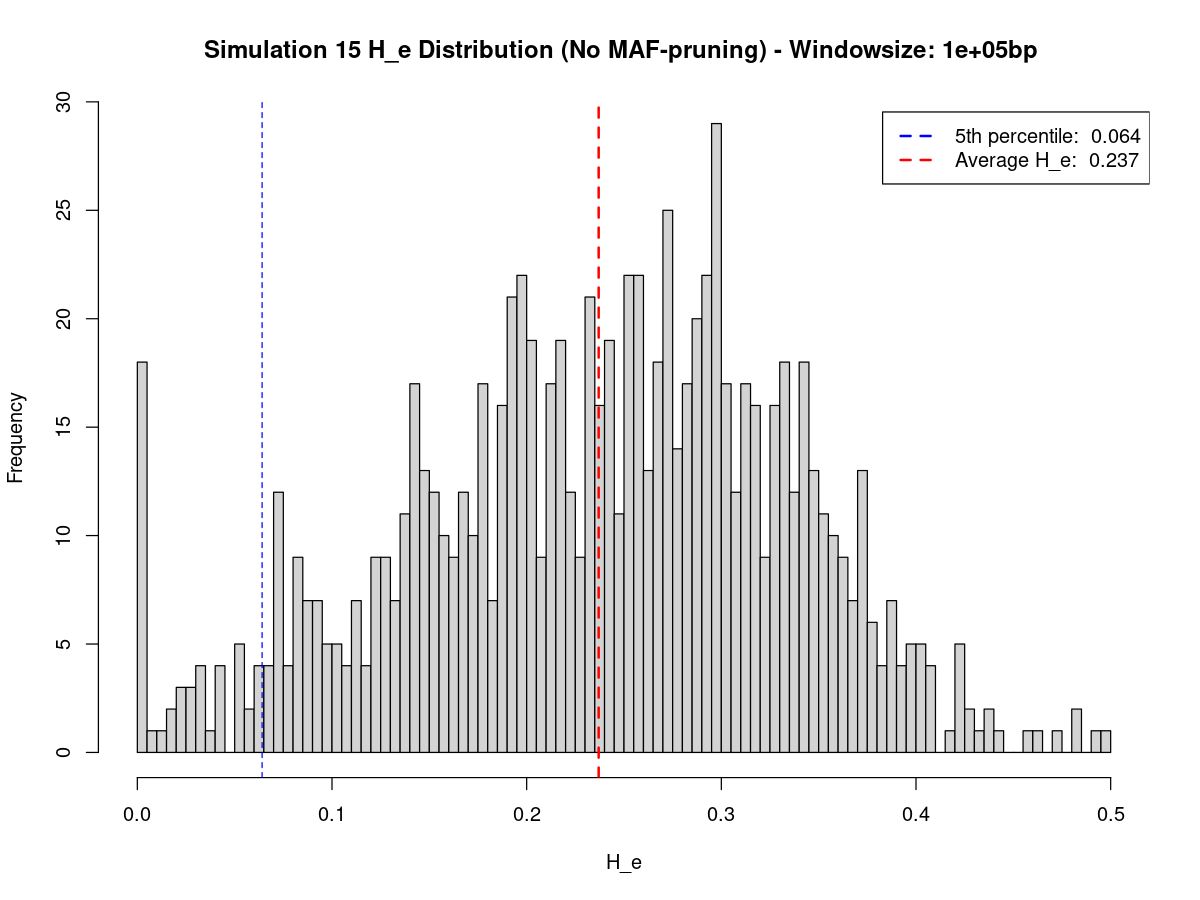 Simulation 15 H_e Distribution (No MAF-pruning) - Windowsize: 1e+05bp
5th percentile:  0.064
Average H_e:  0.237
Frequency
30
25
20
15
10
5
0
0.0 0.1 0.2 0.3 0.4 0.5
H_e